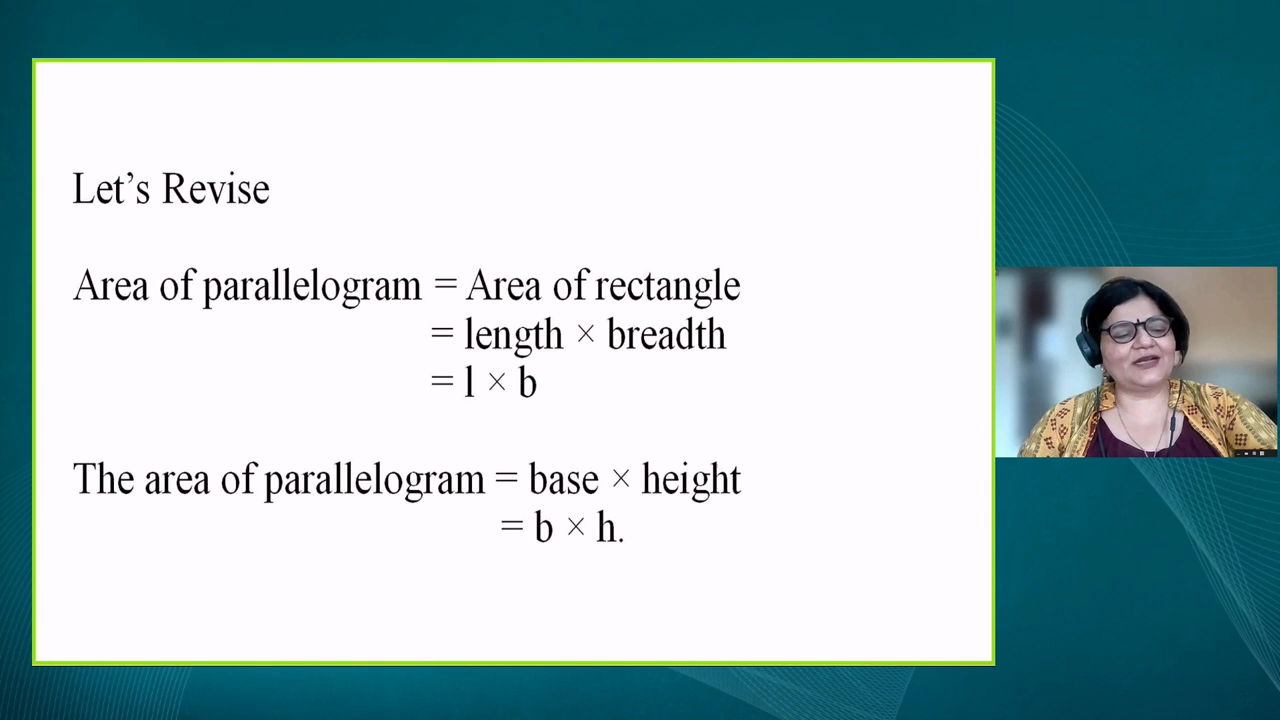 Let’s Revise
Area of parallelogram = Area of rectangle
= length × breadth
= l × b
The area of parallelogram = base × height
= b × h.